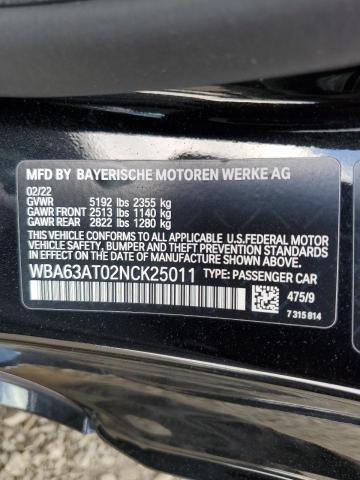 MFD BY BAYERISCHE MOTOREN WERKE AG
02/22
GVWR 5192 lbs 2355 kg
GAWR FRONT 2513 lbs 1140 kg
GAWR REAR 2822 lbs 1280 kg
THIS VEHICLE CONFORMS TO ALL APPLICABLE U.S.FEDERAL MOTOR
VEHICLE SAFETY, BUMPER AND THEFT PREVENTION STANDARDS
IN EFFECT ON THE DATE OF MANUFACTURE SHOWN ABOVE.
WBA63AT02NCK25011 TYPE: PASSENGER CAR
475/9
7 315 814